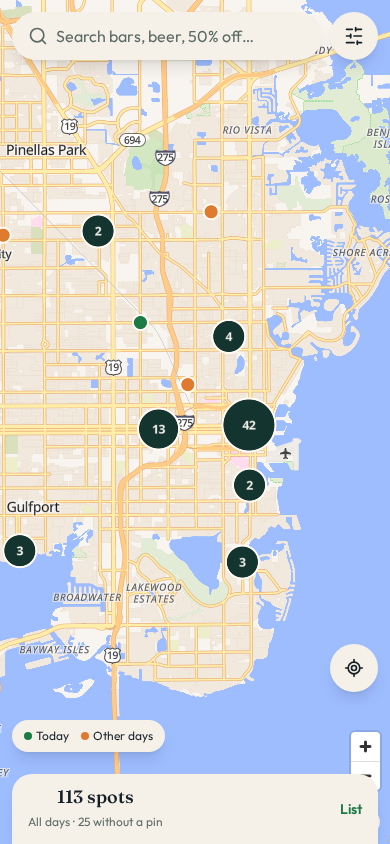 Search bars, beer, 50% off...
19
694
RIO VISTA
Pinellas Park
275
275
2
ity
SHORE ACRE
4
19
275
13
42
2
Gulfport
3
3
LAKEWOOD
ESTATES
BROADWATER
BAYWAY ISLES
19
Today
Other days
+
113 spots
All days · 25 without a pin
List